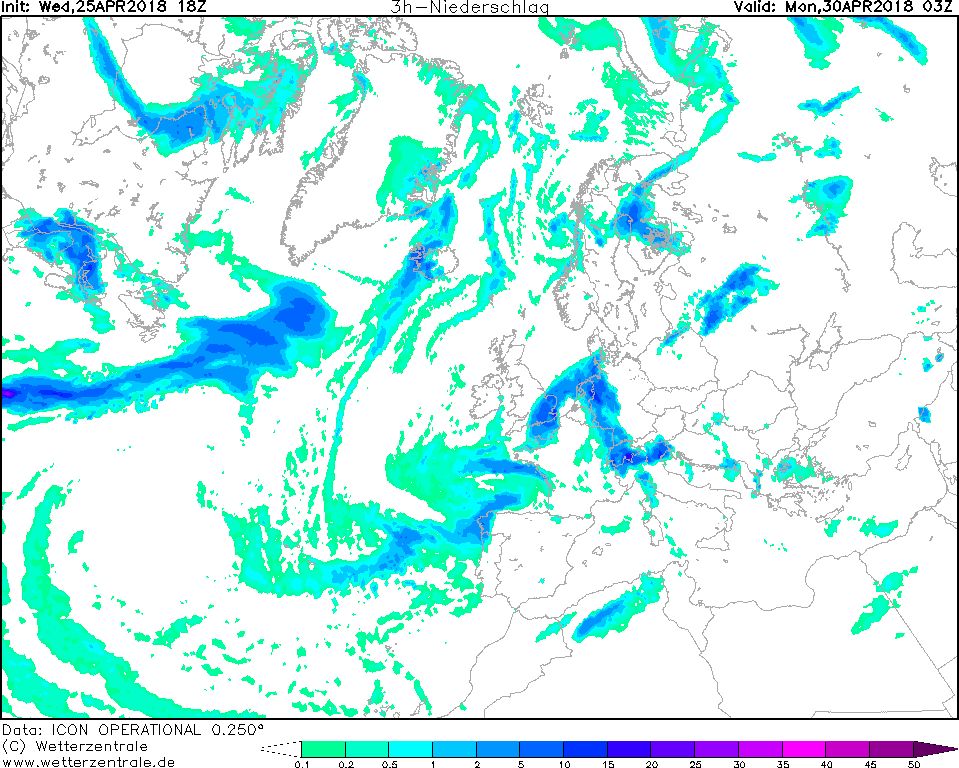 Init: Wed,25APR2018 18Z 3h-Niederschlag Valid: Mon,30APR2018 03Z
Data: ICON OPERATIONAL 0.250°
(C) Wetterzentrale
www.wetterzentrale.de
0.1 0.2 0.5 1 2 5 10 15 20 25 30 35 40 45 50